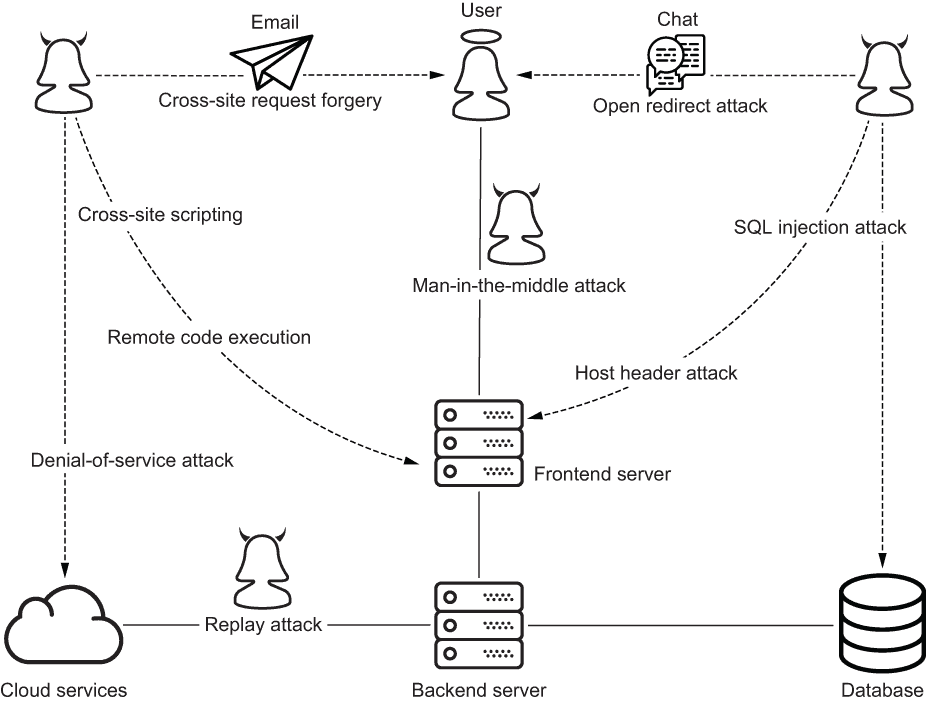 User
Email
Chat
Cross-site request forgery
Open redirect attack
Cross-site scripting
SQL injection attack
Man-in-the-middle attack
Remote code execution
Host header attack
Denial-of-service attack
Frontend server
Replay attack
Cloud services
Backend server
Database